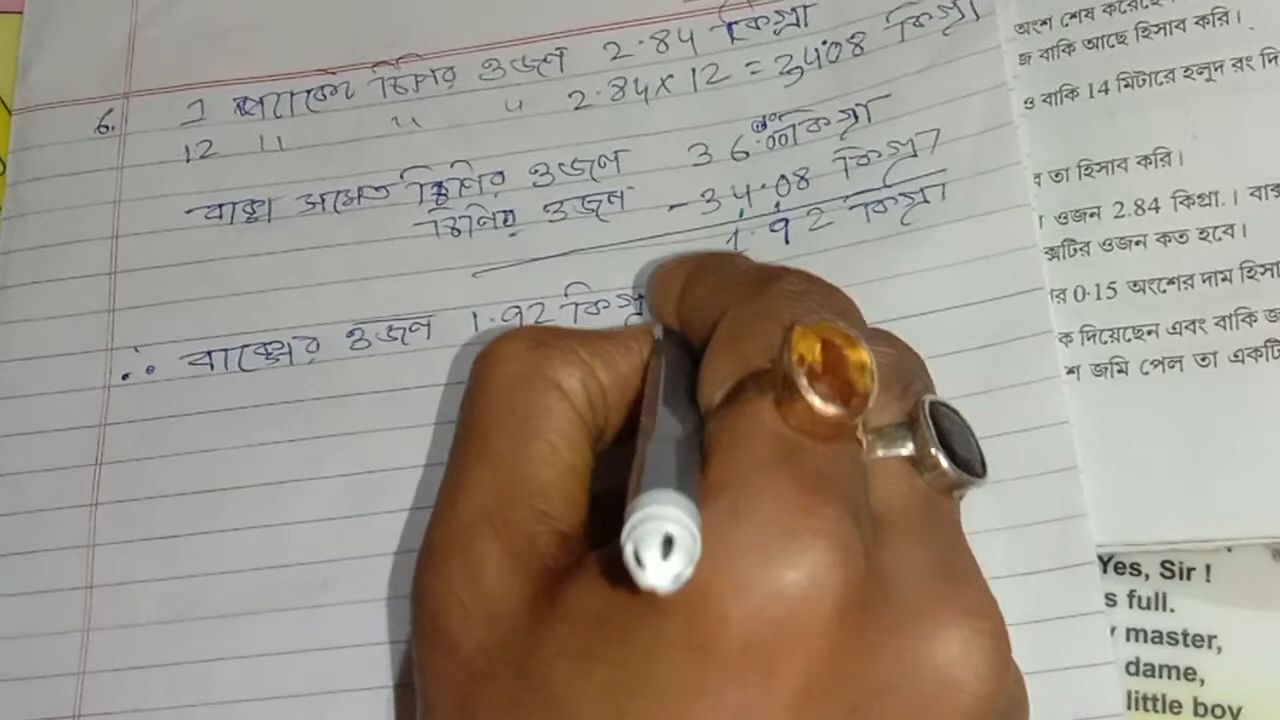 6. 1 প্যাকেট চিনির ওজন 2.84 কিগ্রা
12 " " " 2.84 × 12 = 34.08 কিগ্রা
বাক্স সমেত চিনির ওজন 36.00 কিগ্রা
চিনির ওজন - 34.08 কিগ্রা
1.92 কিগ্রা
∴ বাক্সের ওজন 1.92 কিগ্রা
অংশ শেষ করেছে
বাকি আছে হিসাব করি।
ও বাকি 14 মিটারে হলুদ রং দি
তা হিসাব করি।
ওজন 2.84 কিগ্রা.। বাক্স
ক্সটির ওজন কত হবে।
র 0.15 অংশের দাম হিসা
ক দিয়েছেন এবং বাকি জ
শ জমি পেল তা একটি
Yes, Sir !
s full.
master,
dame,
little boy